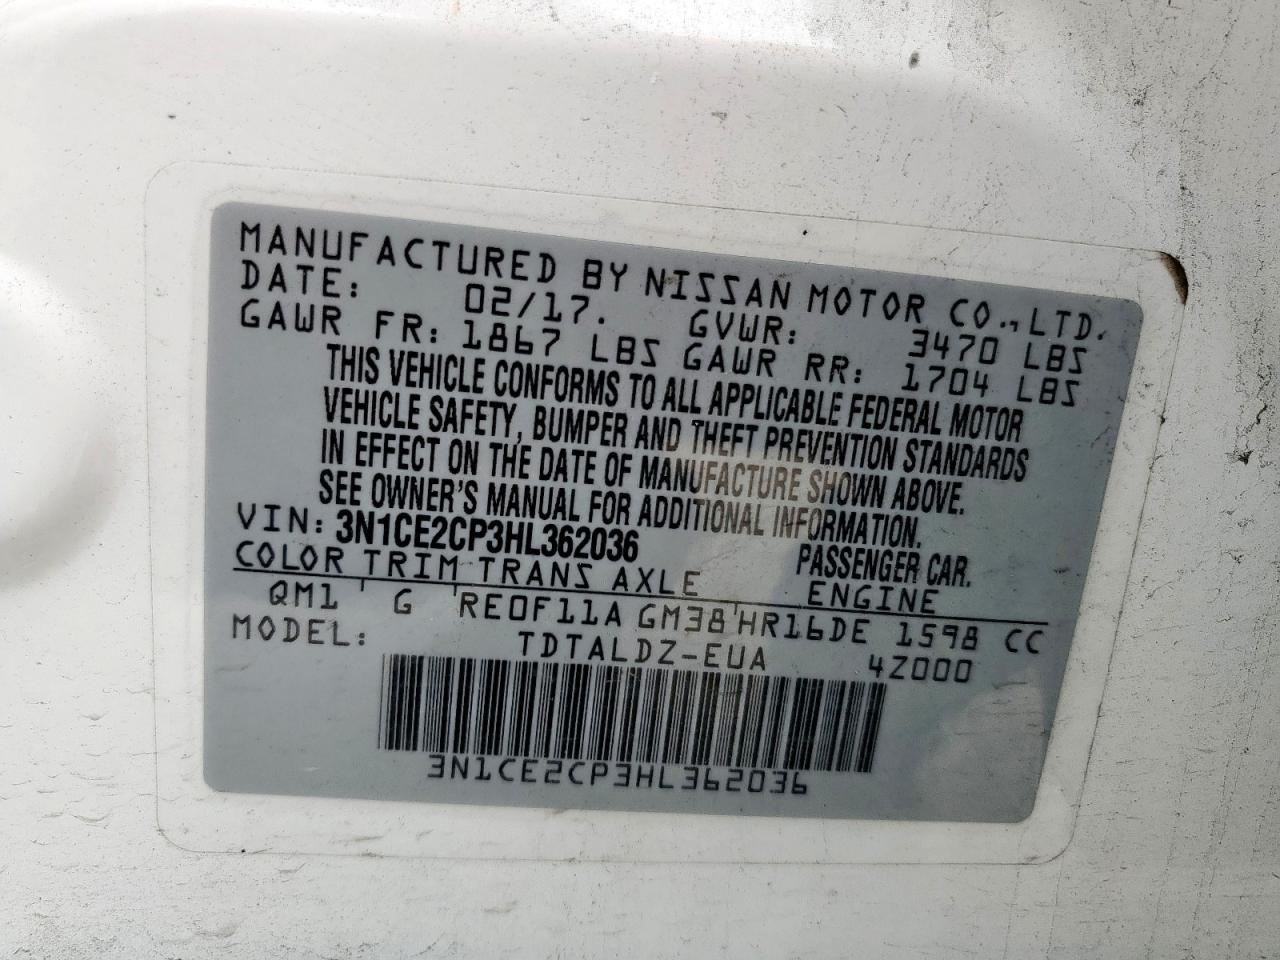 MANUFACTURED BY NISSAN MOTOR CO., LTD.
DATE: 02/17. GVWR: 3470 LBS
GAWR FR: 1867 LBS GAWR RR: 1704 LBS
THIS VEHICLE CONFORMS TO ALL APPLICABLE FEDERAL MOTOR
VEHICLE SAFETY, BUMPER AND THEFT PREVENTION STANDARDS
IN EFFECT ON THE DATE OF MANUFACTURE SHOWN ABOVE.
SEE OWNER'S MANUAL FOR ADDITIONAL INFORMATION.
VIN: 3N1CE2CP3HL362036 PASSENGER CAR.
COLOR TRIM TRANS AXLE ENGINE
QM1 G RE0F11A GM38 HR16DE 1598 CC
MODEL: TDTALDZ-EUA 4Z000
3N1CE2CP3HL362036